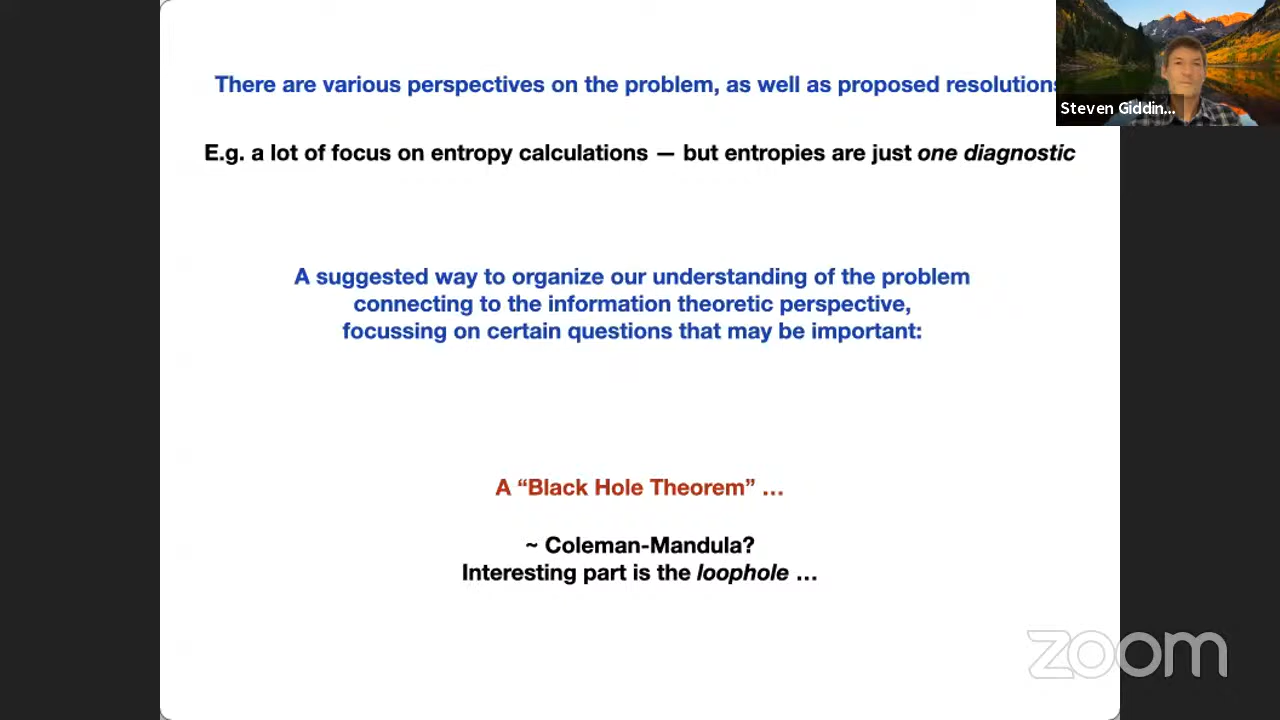 There are various perspectives on the problem, as well as proposed resolutions
Steven Giddin...
E.g. a lot of focus on entropy calculations — but entropies are just one diagnostic
A suggested way to organize our understanding of the problem
connecting to the information theoretic perspective,
focussing on certain questions that may be important:
A “Black Hole Theorem” …
~ Coleman-Mandula?
Interesting part is the loophole …
zoom